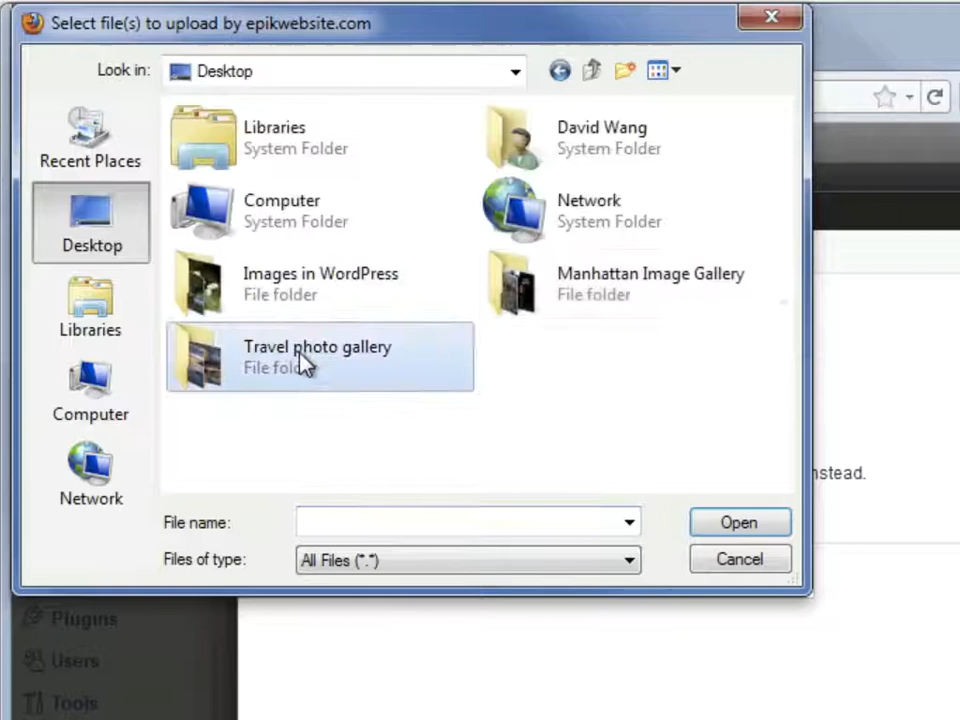 Select file(s) to upload by epikwebsite.com
Look in:
Desktop
Recent Places
Desktop
Libraries
Computer
Network
Libraries
System Folder
David Wang
System Folder
Computer
System Folder
Network
System Folder
Images in WordPress
File folder
Manhattan Image Gallery
File folder
Travel photo gallery
File folder
File name:
Open
Files of type:
All Files (*.*)
Cancel
instead.
Plugins
Users
Tools